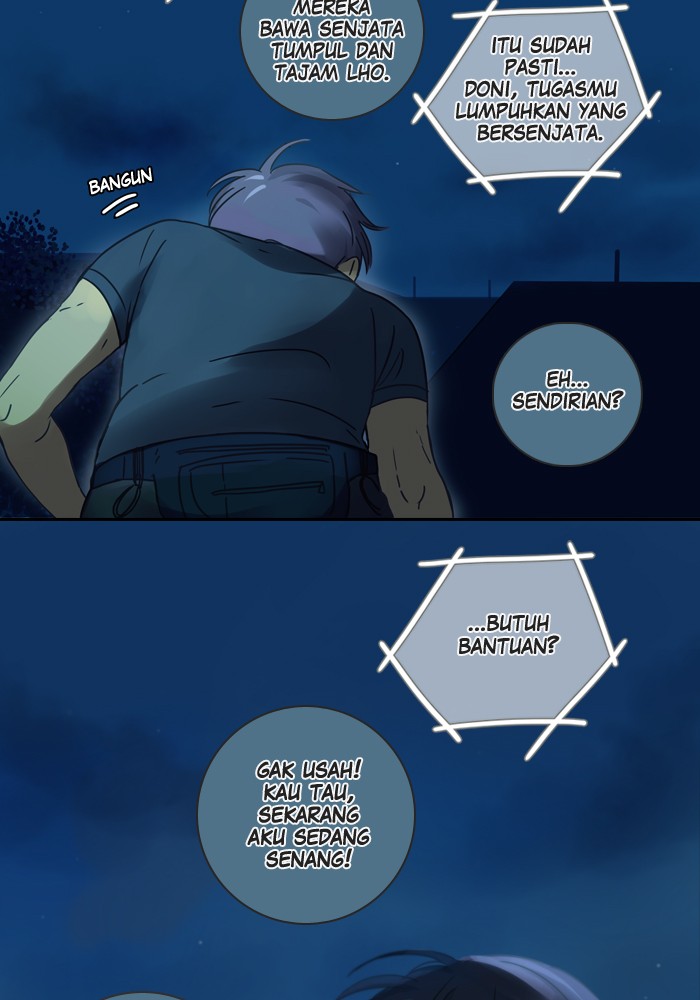 MEREKA
BAWA SENJATA
TUMPUL DAN
TAJAM LHO.
ITU SUDAH
PASTI...
DONI, TUGASMU
LUMPUHKAN YANG
BERSENJATA.
BANGUN
EH...
SENDIRIAN?
...BUTUH
BANTUAN?
GAK USAH!
KAU TAU,
SEKARANG
AKU SEDANG
SENANG!